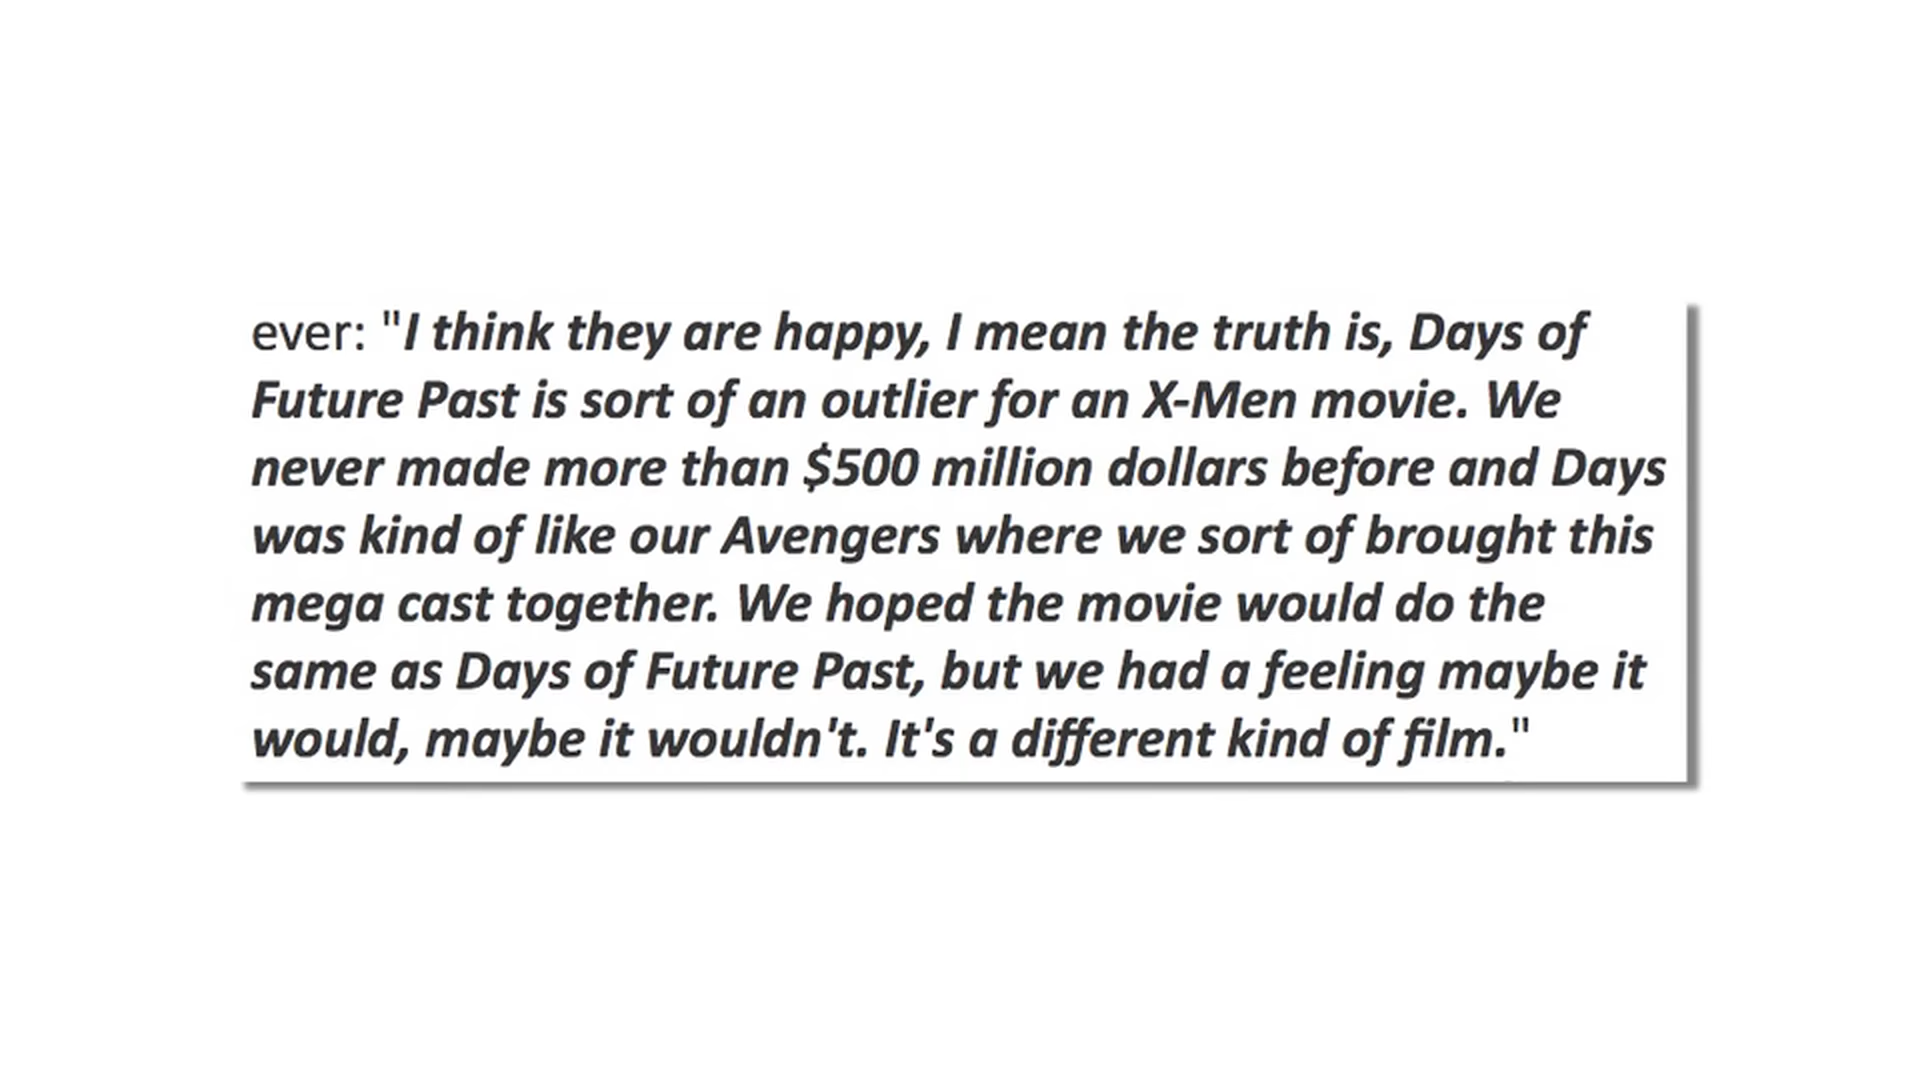 ever: "I think they are happy, I mean the truth is, Days of
Future Past is sort of an outlier for an X-Men movie. We
never made more than $500 million dollars before and Days
was kind of like our Avengers where we sort of brought this
mega cast together. We hoped the movie would do the
same as Days of Future Past, but we had a feeling maybe it
would, maybe it wouldn't. It's a different kind of film."